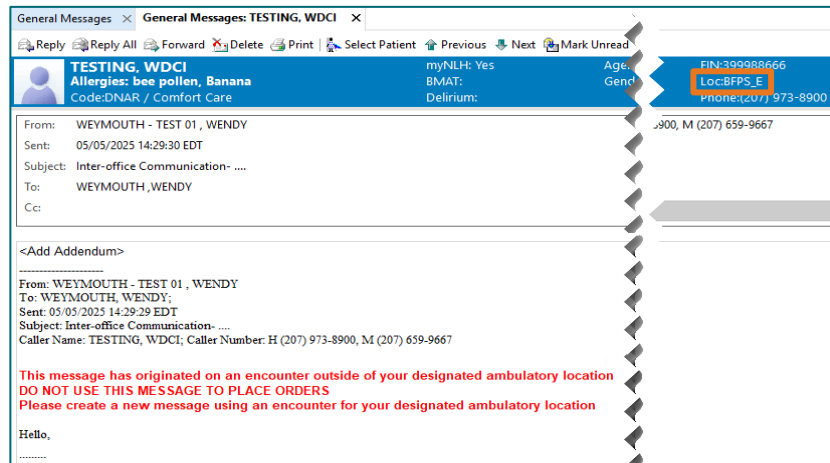 General Messages × General Messages: TESTING, WDCI ×
Reply Reply All Forward Delete Print Select Patient Previous Next Mark Unread
TESTING, WDCI myNLH: Yes Age: FIN:399988666
Allergies: bee pollen, Banana BMAT: Gend Loc:BFPS_E
Code:DNAR / Comfort Care Delirium: Phone:(207) 973-8900
From: WEYMOUTH - TEST 01 , WENDY 900, M (207) 659-9667
Sent: 05/05/2025 14:29:30 EDT
Subject: Inter-office Communication- ....
To: WEYMOUTH ,WENDY
Cc:
<Add Addendum>
---------------------
From: WEYMOUTH - TEST 01 , WENDY
To: WEYMOUTH, WENDY;
Sent: 05/05/2025 14:29:29 EDT
Subject: Inter-office Communication- ....
Caller Name: TESTING, WDCI; Caller Number: H (207) 973-8900, M (207) 659-9667
This message has originated on an encounter outside of your designated ambulatory location
DO NOT USE THIS MESSAGE TO PLACE ORDERS
Please create a new message using an encounter for your designated ambulatory location
Hello,
.........